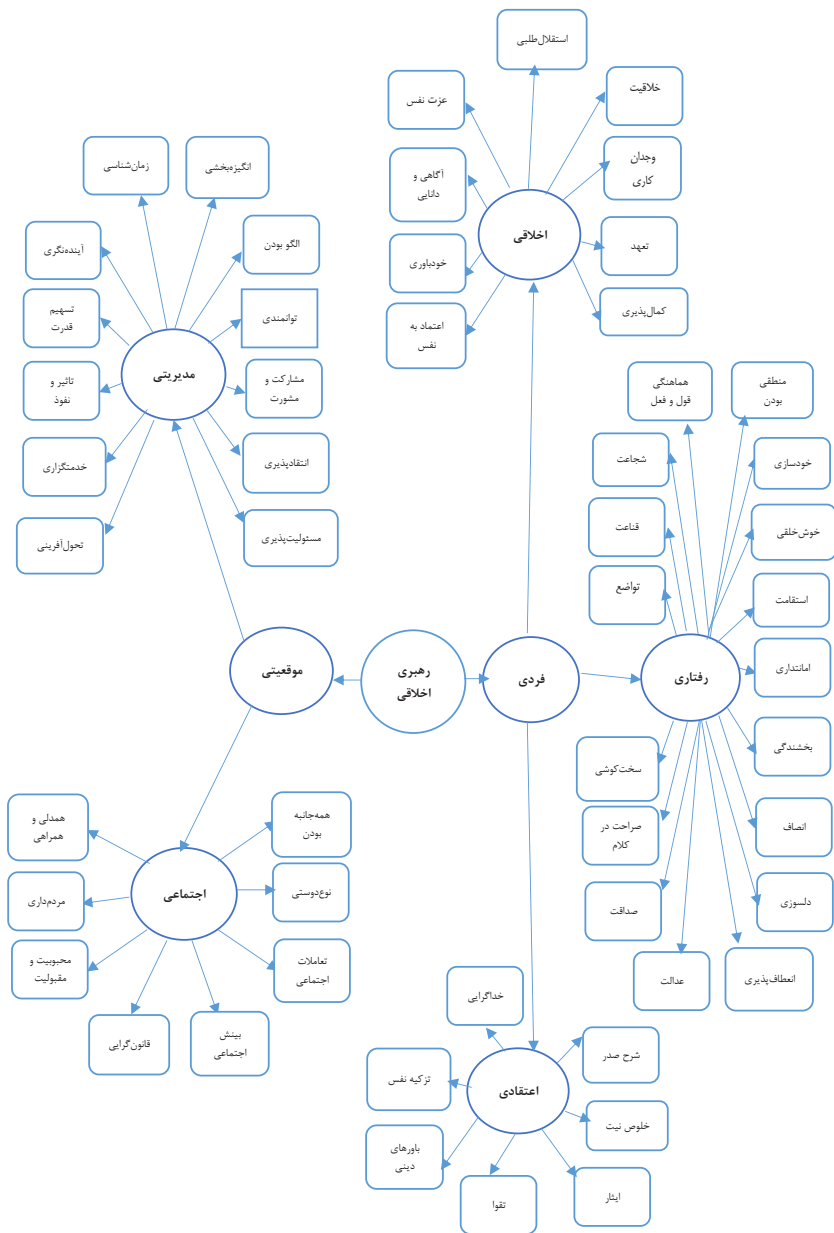 استقلال‌طلبی
خلاقیت
عزت نفس
وجدان
کاری
آگاهی و
دانایی
اخلاقی
تعهد
خودباوری
کمال‌پذیری
اعتماد به
نفس
انگیزه‌بخشی
زمان‌شناسی
الگو بودن
آینده‌نگری
توانمندی
تسهیم
قدرت
مدیریتی
مشارکت و
مشورت
تاثیر و
نفوذ
انتقادپذیری
خدمتگزاری
مسئولیت‌پذیری
تحول‌آفرینی
منطقی
بودن
هماهنگی
قول و فعل
شجاعت
خودسازی
قناعت
خوش‌خلقی
تواضع
استقامت
رفتاری
امانتداری
بخشندگی
سخت‌کوشی
انصاف
صراحت در
کلام
دلسوزی
صداقت
انعطاف‌پذیری
عدالت
فردی
رهبری
اخلاقی
موقعیتی
همه‌جانبه
بودن
همدلی و
همراهی
اجتماعی
نوع‌دوستی
مردم‌داری
تعاملات
اجتماعی
محبوبیت و
مقبولیت
بینش
اجتماعی
قانون‌گرایی
خداگرایی
شرح صدر
تزکیه نفس
اعتقادی
خلوص نیت
باورهای
دینی
ایثار
تقوا